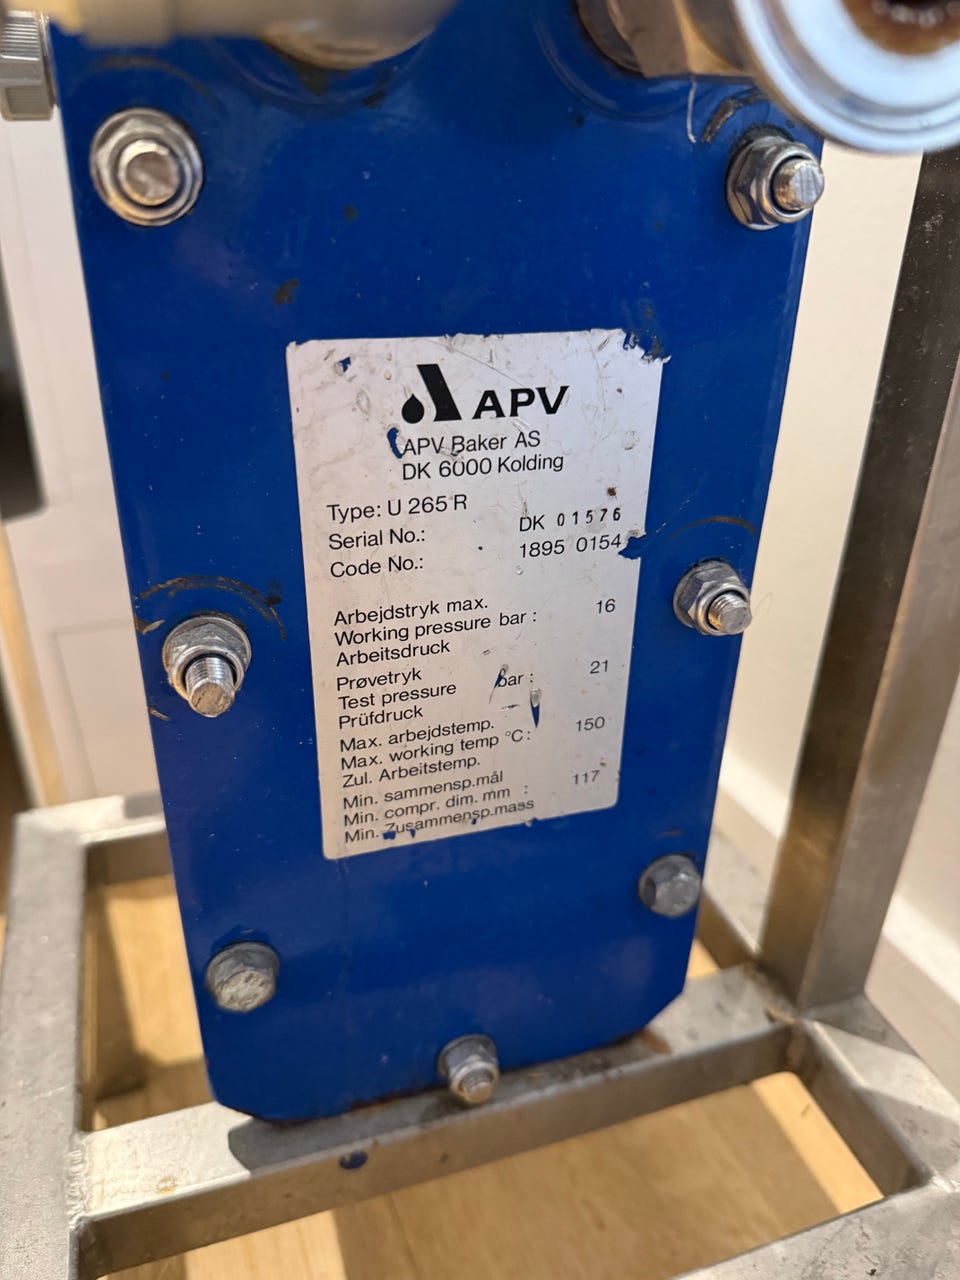 APV
APV Baker AS
DK 6000 Kolding
Type: U 265 R
Serial No.: DK 01576
Code No.: 1895 0154
Arbejdstryk max.
Working pressure bar : 16
Arbeitsdruck
Prøvetryk
Test pressure bar : 21
Prüfdruck
Max. arbejdstemp.
Max. working temp °C: 150
Zul. Arbeitstemp.
Min. sammensp.mål
Min. compr. dim. mm : 117
Min. Zusammensp.mass